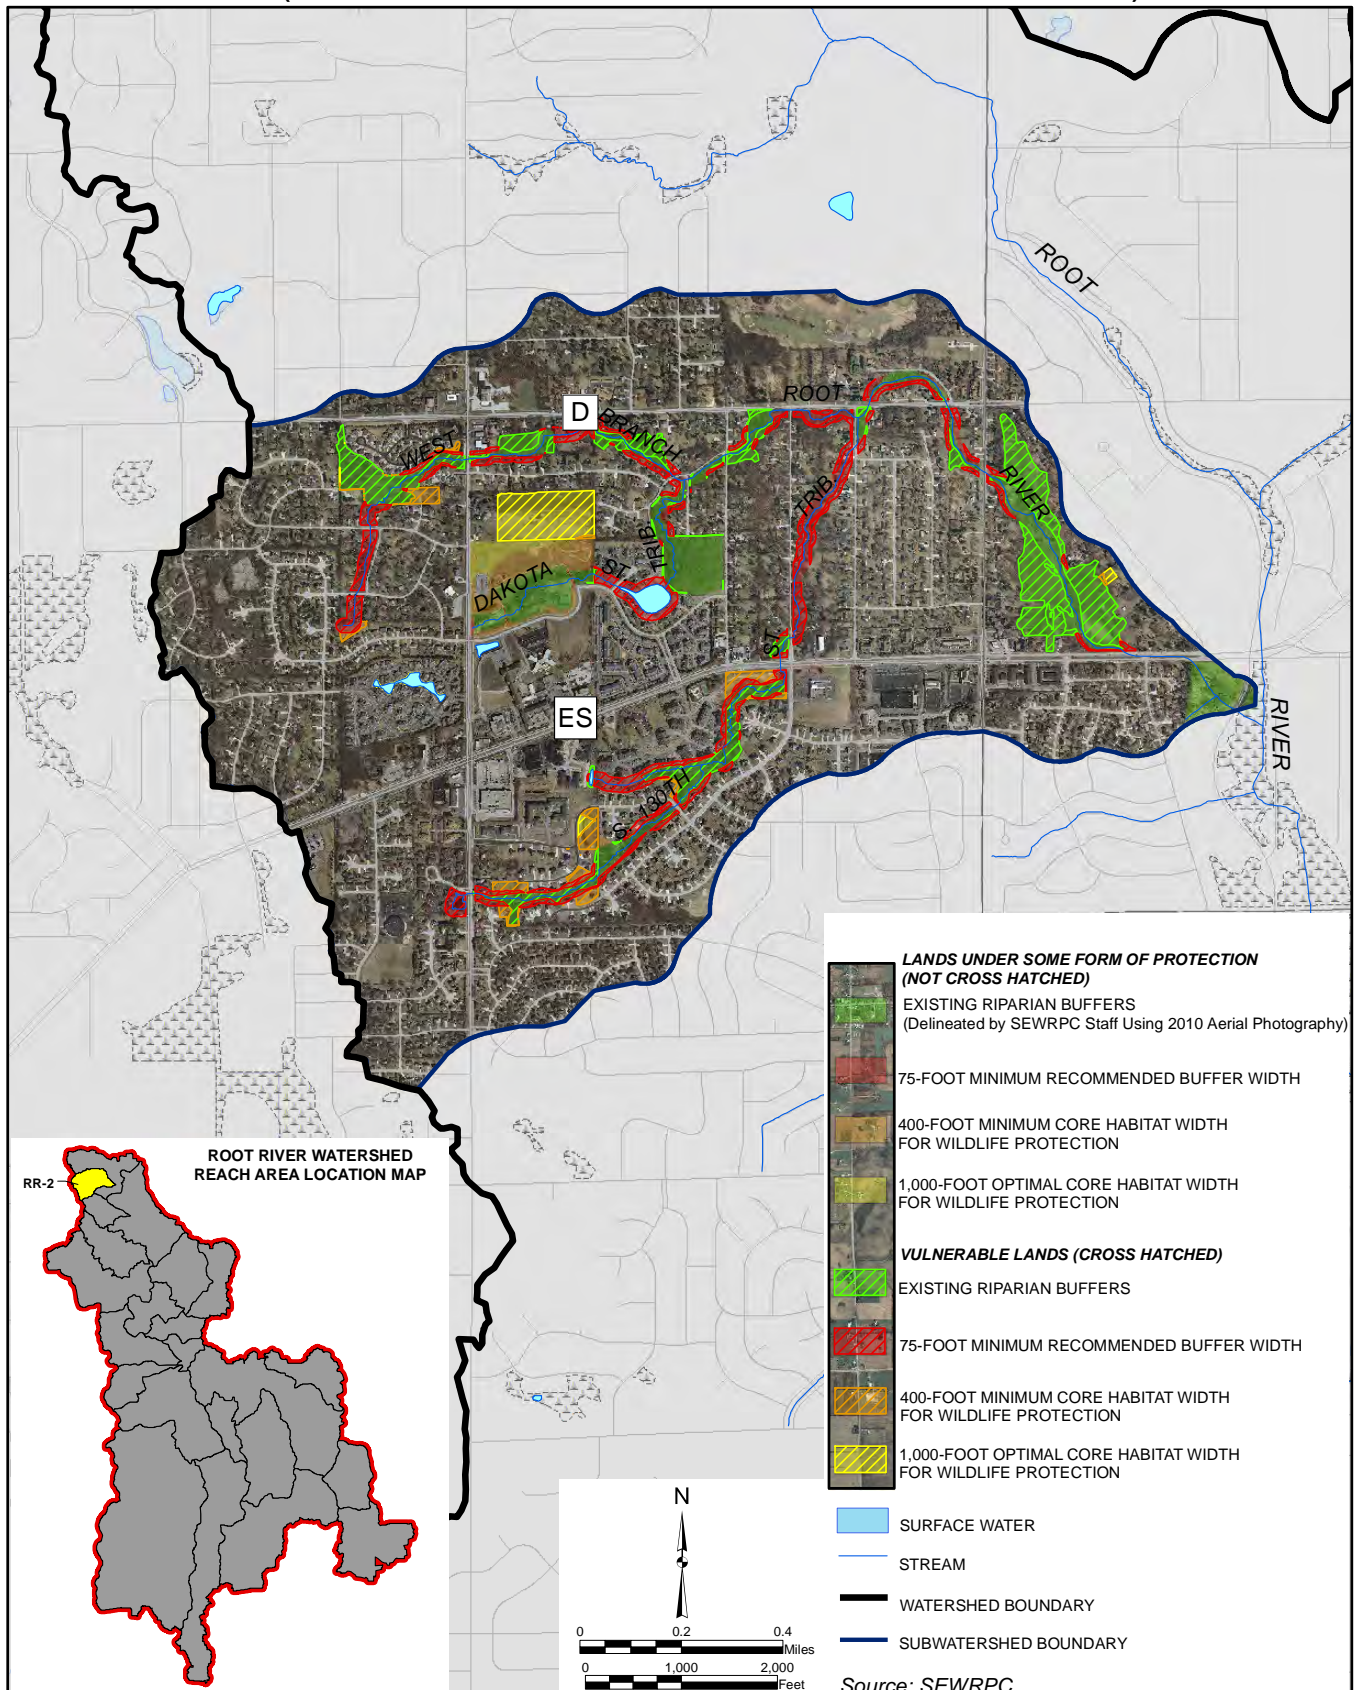 ROOT
ROOT
D
BRANCH
WEST
TRIB
RIVER
TRIB
ST
DAKOTA
ST
ES
RIVER
S 130TH
LANDS UNDER SOME FORM OF PROTECTION
(NOT CROSS HATCHED)
EXISTING RIPARIAN BUFFERS
(Delineated by SEWRPC Staff Using 2010 Aerial Photography)
75-FOOT MINIMUM RECOMMENDED BUFFER WIDTH
400-FOOT MINIMUM CORE HABITAT WIDTH
FOR WILDLIFE PROTECTION
1,000-FOOT OPTIMAL CORE HABITAT WIDTH
FOR WILDLIFE PROTECTION
VULNERABLE LANDS (CROSS HATCHED)
EXISTING RIPARIAN BUFFERS
75-FOOT MINIMUM RECOMMENDED BUFFER WIDTH
400-FOOT MINIMUM CORE HABITAT WIDTH
FOR WILDLIFE PROTECTION
1,000-FOOT OPTIMAL CORE HABITAT WIDTH
FOR WILDLIFE PROTECTION
SURFACE WATER
STREAM
WATERSHED BOUNDARY
SUBWATERSHED BOUNDARY
Source: SEWRPC
ROOT RIVER WATERSHED
REACH AREA LOCATION MAP
RR-2
N
0 0.2 0.4
Miles
0 1,000 2,000
Feet